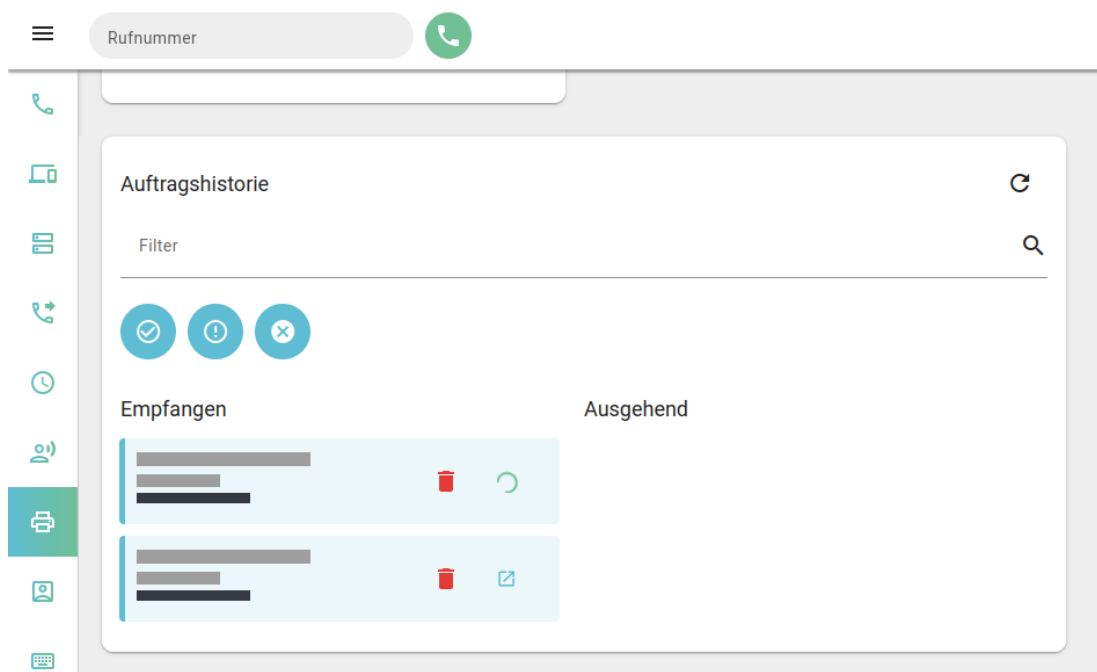 Rufnummer
Auftragshistorie
Filter
Empfangen
Ausgehend